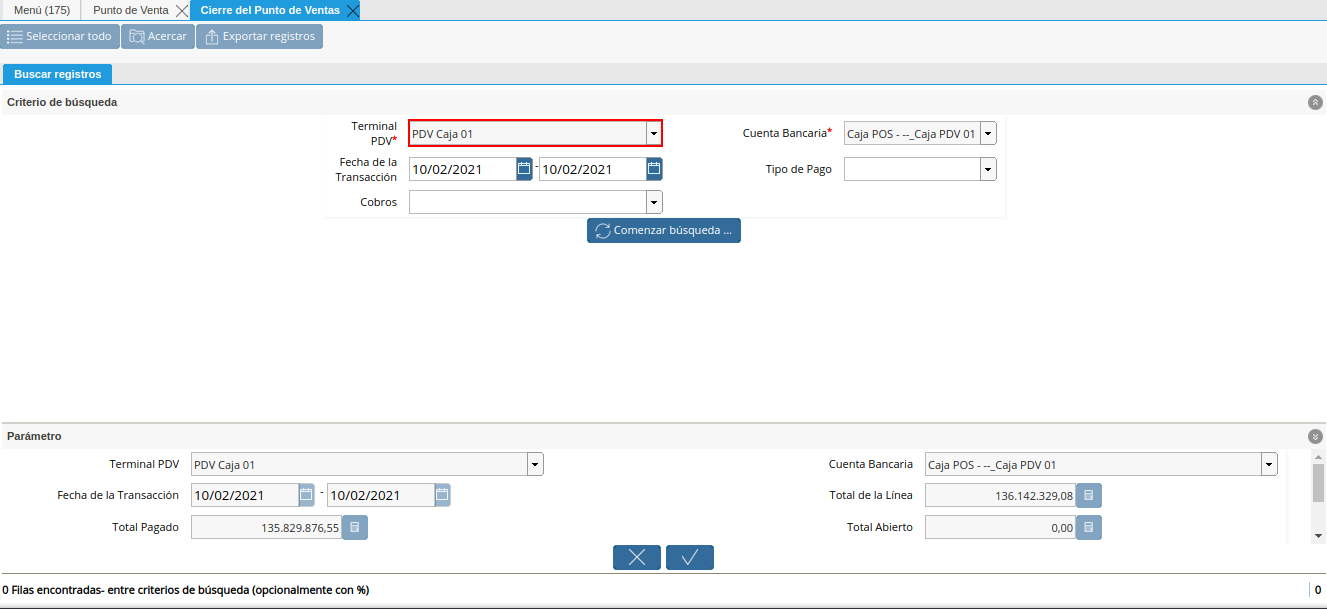 Menú (175) Punto de Venta Cierre del Punto de Ventas
Seleccionar todo Acercar Exportar registros
Buscar registros
Criterio de búsqueda
Terminal PDV* PDV Caja 01 Cuenta Bancaria* Caja POS - --_Caja PDV 01
Fecha de la Transacción 10/02/2021 - 10/02/2021 Tipo de Pago
Cobros
Comenzar búsqueda ...
Parámetro
Terminal PDV PDV Caja 01 Cuenta Bancaria Caja POS - --_Caja PDV 01
Fecha de la Transacción 10/02/2021 - 10/02/2021 Total de la Línea 136.142.329,08
Total Pagado 135.829.876,55 Total Abierto 0,00
0 Filas encontradas- entre criterios de búsqueda (opcionalmente con %) 0